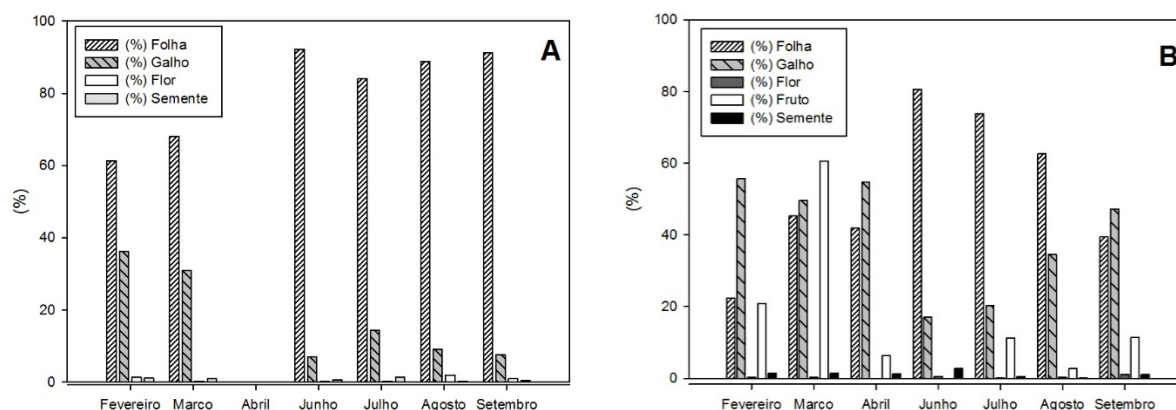 A
(%) Folha
(%) Galho
(%) Flor
(%) Semente
100
80
60
40
20
0
(%)
Fevereiro Marco Abril Junho Julho Agosto Setembro
B
(%) Folha
(%) Galho
(%) Flor
(%) Fruto
(%) Semente
100
80
60
40
20
0
(%)
Fevereiro Marco Abril Junho Julho Agosto Setembro